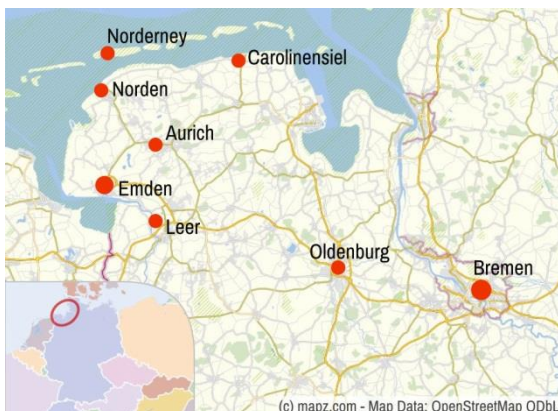 Norderney
Carolinensiel
Norden
Aurich
Emden
Leer
Oldenburg
Bremen
(c) mapz.com - Map Data: OpenStreetMap ODbL